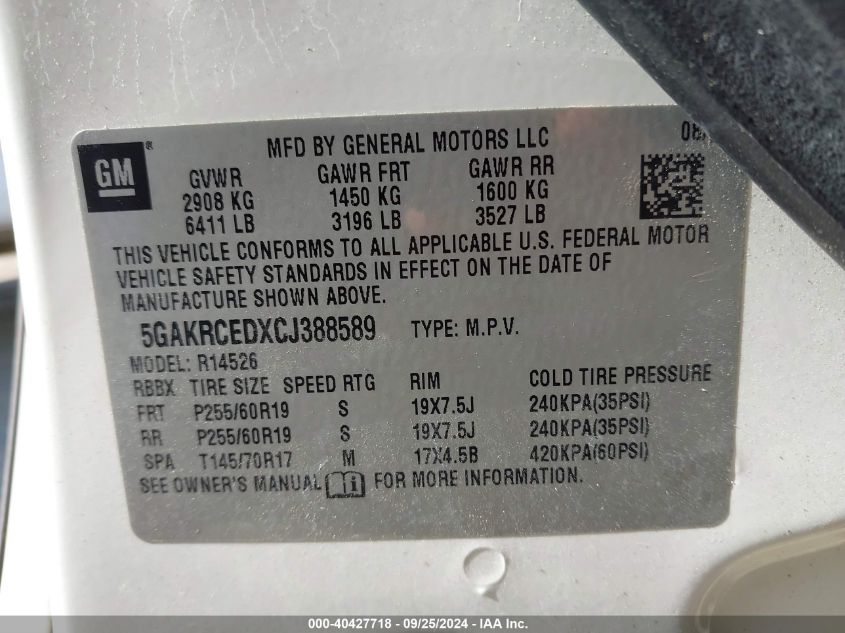 MFD BY GENERAL MOTORS LLC 08/
GM ®
GVWR GAWR FRT GAWR RR
2908 KG 1450 KG 1600 KG
6411 LB 3196 LB 3527 LB
THIS VEHICLE CONFORMS TO ALL APPLICABLE U.S. FEDERAL MOTOR
VEHICLE SAFETY STANDARDS IN EFFECT ON THE DATE OF
MANUFACTURE SHOWN ABOVE.
5GAKRCEDXCJ388589 TYPE: M.P.V.
MODEL: R14526
RBBX TIRE SIZE SPEED RTG RIM COLD TIRE PRESSURE
FRT P255/60R19 S 19X7.5J 240KPA(35PSI)
RR P255/60R19 S 19X7.5J 240KPA(35PSI)
SPA T145/70R17 M 17X4.5B 420KPA(60PSI)
SEE OWNER'S MANUAL FOR MORE INFORMATION.
000-40427718 - 09/25/2024 - IAA Inc.